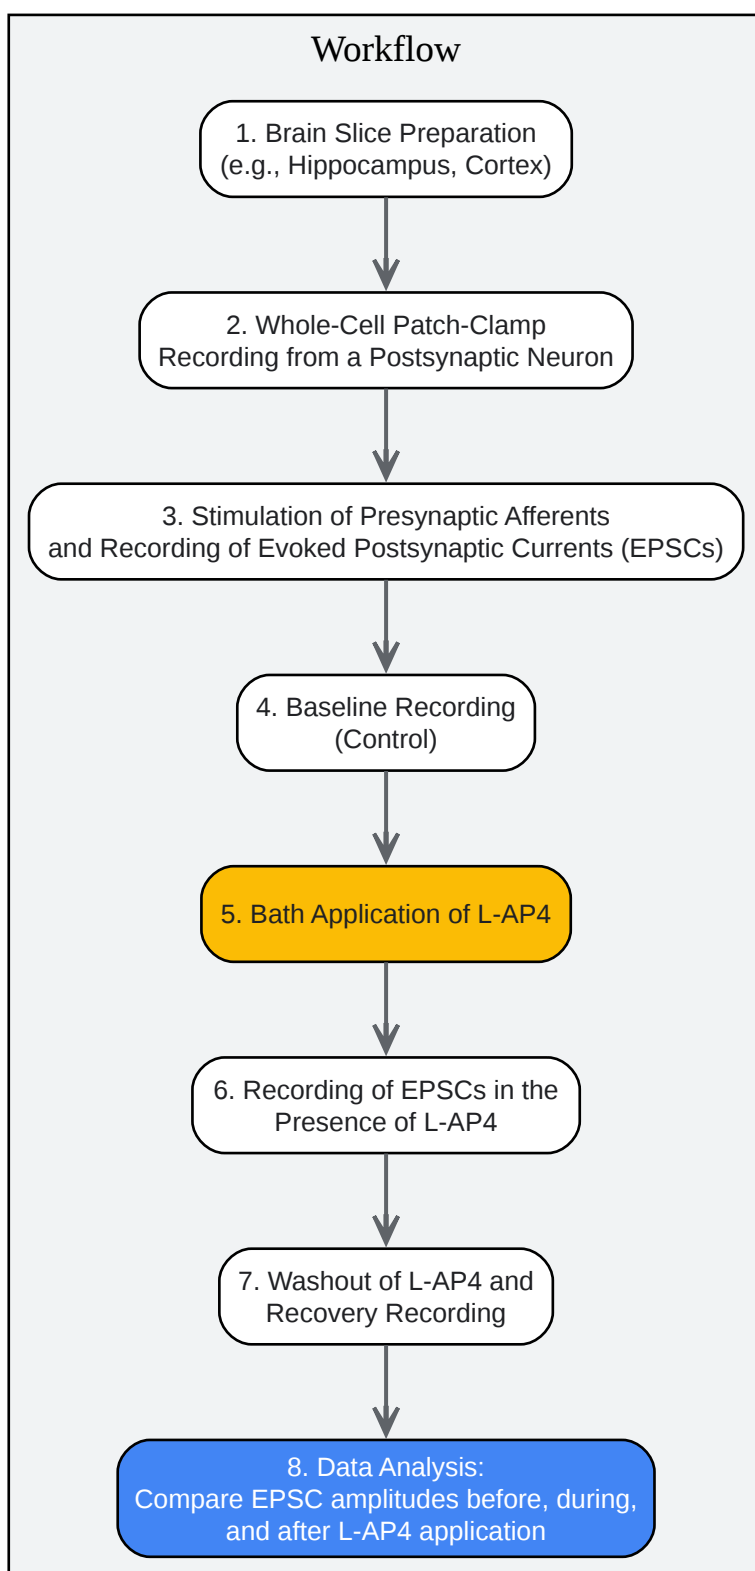 Workflow
1. Brain Slice Preparation
(e.g., Hippocampus, Cortex)
2. Whole-Cell Patch-Clamp
Recording from a Postsynaptic Neuron
3. Stimulation of Presynaptic Afferents
and Recording of Evoked Postsynaptic Currents (EPSCs)
4. Baseline Recording
(Control)
5. Bath Application of L-AP4
6. Recording of EPSCs in the
Presence of L-AP4
7. Washout of L-AP4 and
Recovery Recording
8. Data Analysis:
Compare EPSC amplitudes before, during,
and after L-AP4 application